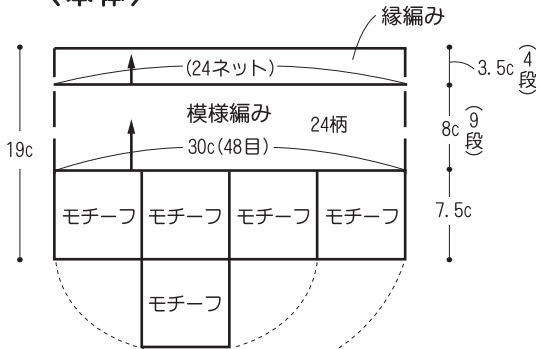 (本体)
縁編み
(24ネット)
3.5c (4段)
模様編み
24柄
8c (9段)
30c(48目)
19c
7.5c
モチーフ モチーフ モチーフ モチーフ
モチーフ